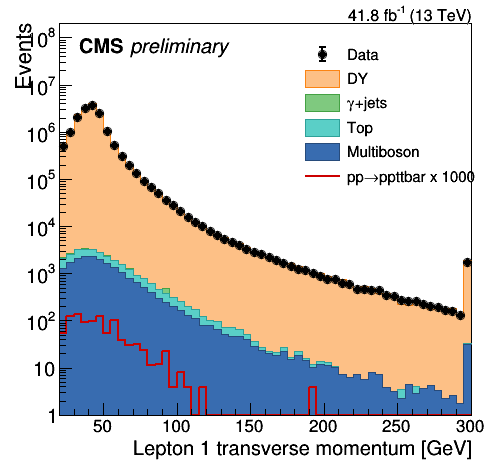 41.8 fb⁻¹ (13 TeV)
Events
CMS preliminary
Data
DY
γ+jets
Top
Multiboson
pp→ppttbar x 1000
10⁸
10⁷
10⁶
10⁵
10⁴
10³
10²
10
1
50 100 150 200 250 300
Lepton 1 transverse momentum [GeV]